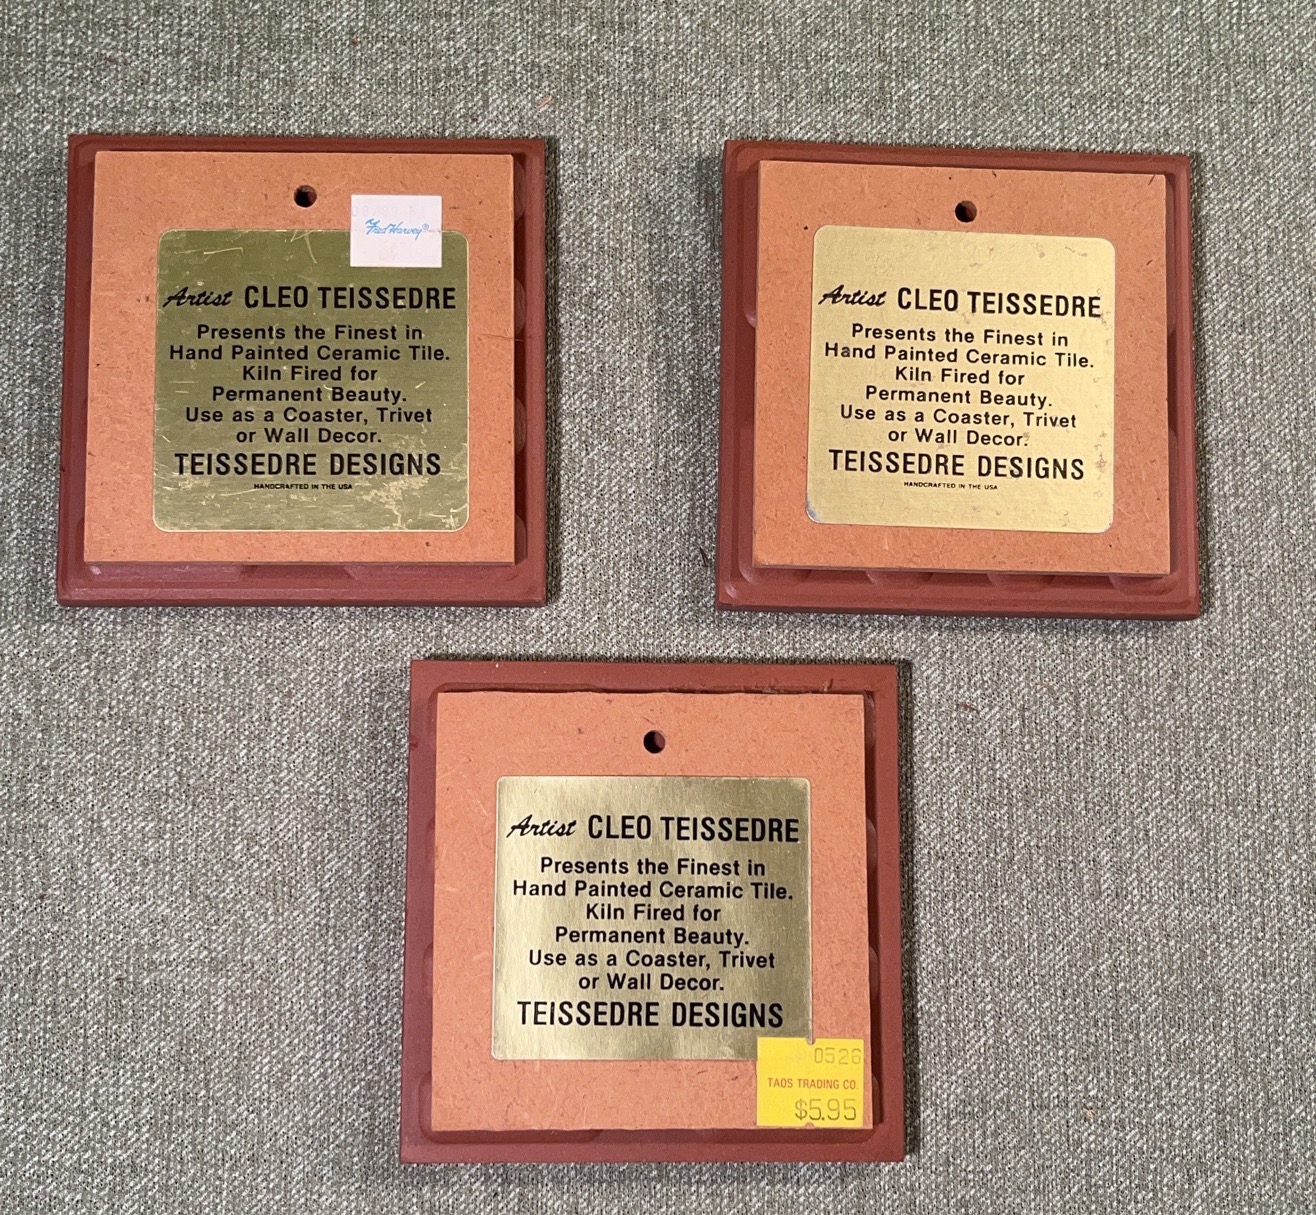 Fred Harvey®
Artist CLEO TEISSEDRE
Presents the Finest in
Hand Painted Ceramic Tile.
Kiln Fired for
Permanent Beauty.
Use as a Coaster, Trivet
or Wall Decor.
TEISSEDRE DESIGNS
HANDCRAFTED IN THE USA
Artist CLEO TEISSEDRE
Presents the Finest in
Hand Painted Ceramic Tile.
Kiln Fired for
Permanent Beauty.
Use as a Coaster, Trivet
or Wall Decor.
TEISSEDRE DESIGNS
HANDCRAFTED IN THE USA
Artist CLEO TEISSEDRE
Presents the Finest in
Hand Painted Ceramic Tile.
Kiln Fired for
Permanent Beauty.
Use as a Coaster, Trivet
or Wall Decor.
TEISSEDRE DESIGNS
0526
TAOS TRADING CO.
$5.95